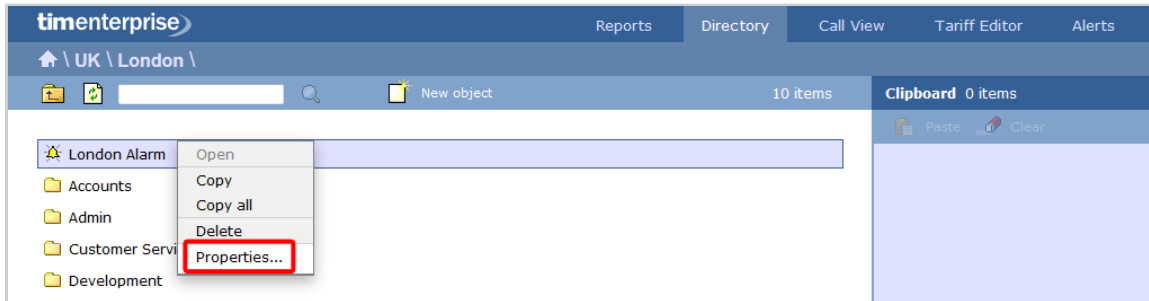 timenterprise
Reports Directory Call View Tariff Editor Alerts
\ UK \ London \
New object 10 items Clipboard 0 items
Paste Clear
London Alarm
Open
Accounts
Copy
Copy all
Admin
Delete
Customer Servi
Properties...
Development